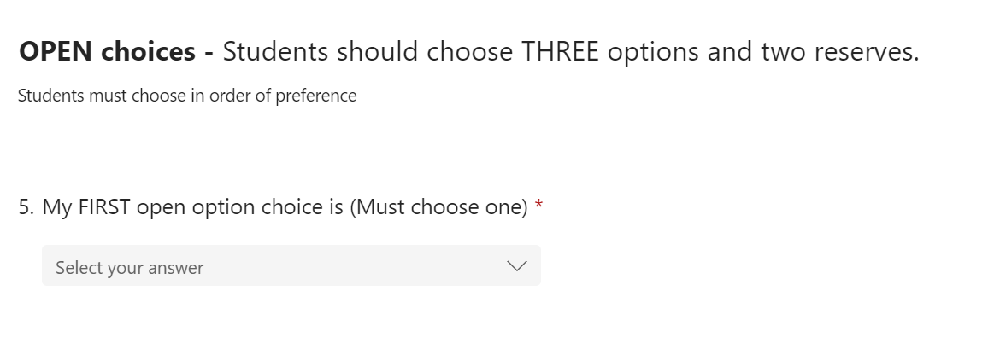 OPEN choices - Students should choose THREE options and two reserves.
Students must choose in order of preference
5. My FIRST open option choice is (Must choose one) *
Select your answer